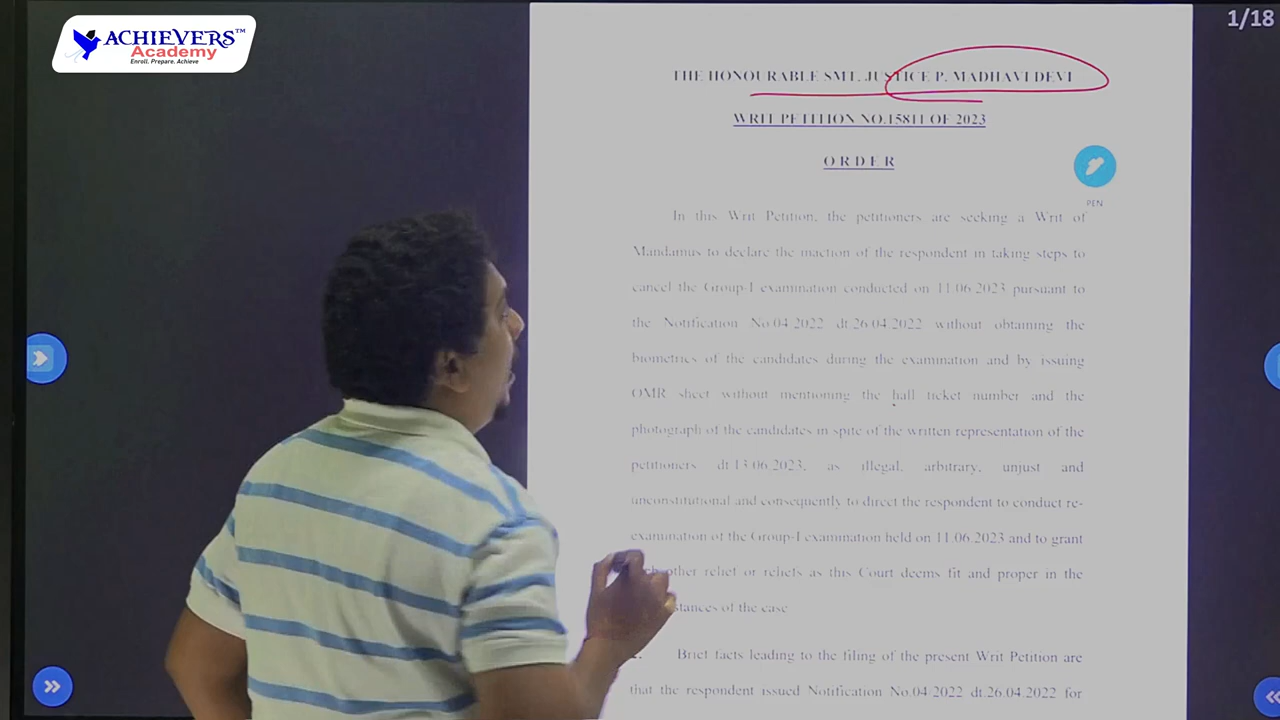 ACHIEVERS™
Academy
Enroll. Prepare. Achieve
1/18
THE HONOURABLE SMT. JUSTICE P. MADHAVI DEVI
WRIT PETITION NO.15811 OF 2023
O R D E R
PEN
In this Writ Petition, the petitioners are seeking a Writ of
Mandamus to declare the inaction of the respondent in taking steps to
cancel the Group-I examination conducted on 11.06.2023 pursuant to
the Notification No.04/2022 dt.26.04.2022 without obtaining the
biometrics of the candidates during the examination and by issuing
OMR sheet without mentioning the hall ticket number and the
photograph of the candidates in spite of the written representation of the
petitioners dt.13.06.2023, as illegal, arbitrary, unjust and
unconstitutional and consequently to direct the respondent to conduct re-
examination of the Group-I examination held on 11.06.2023 and to grant
other relief or reliefs as this Court deems fit and proper in the
stances of the case
2. Brief facts leading to the filing of the present Writ Petition are
that the respondent issued Notification No.04/2022 dt.26.04.2022 for